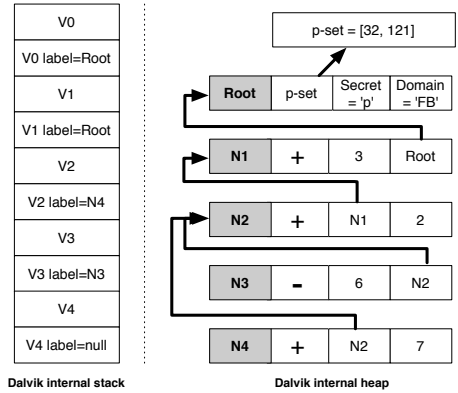 V0
V0 label=Root
V1
V1 label=Root
V2
V2 label=N4
V3
V3 label=N3
V4
V4 label=null
Dalvik internal stack
p-set = [32, 121]
Root p-set Secret = 'p' Domain = 'FB'
N1 + 3 Root
N2 + N1 2
N3 - 6 N2
N4 + N2 7
Dalvik internal heap